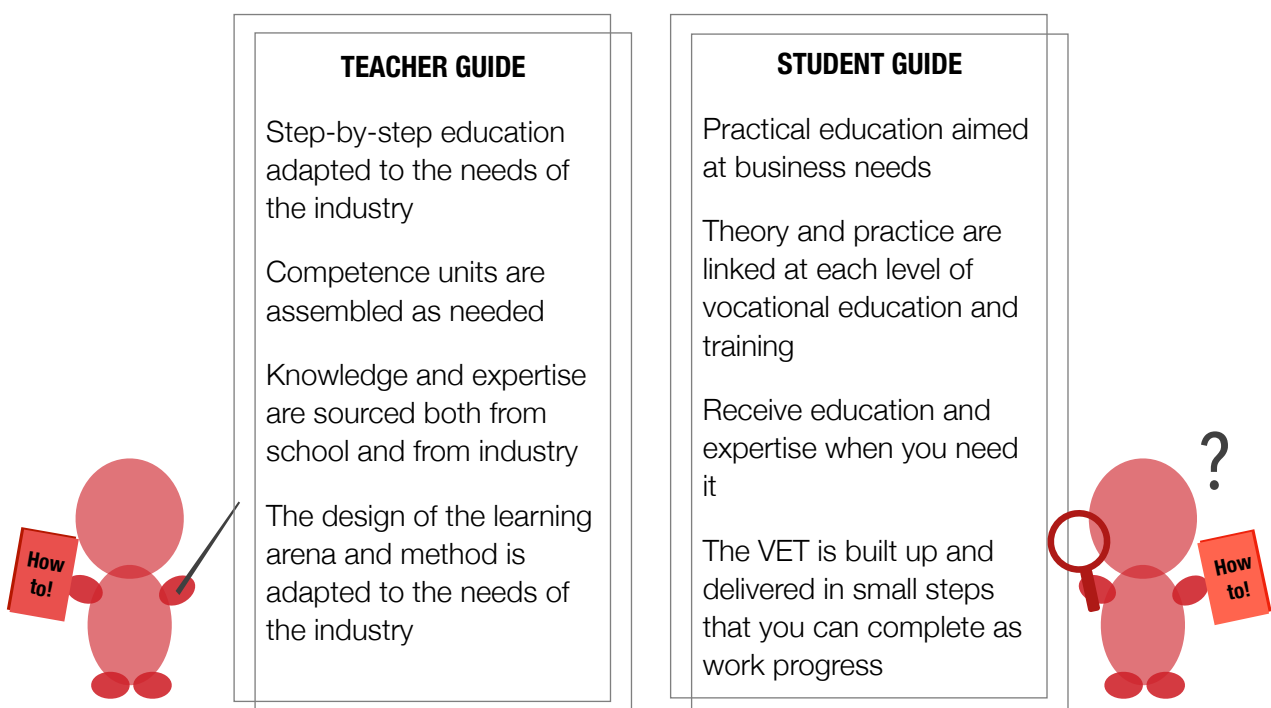 TEACHER GUIDE
Step-by-step education
adapted to the needs of
the industry
Competence units are
assembled as needed
Knowledge and expertise
are sourced both from
school and from industry
The design of the learning
arena and method is
adapted to the needs of
the industry
How
to!
STUDENT GUIDE
Practical education aimed
at business needs
Theory and practice are
linked at each level of
vocational education and
training
Receive education and
expertise when you need
it
The VET is built up and
delivered in small steps
that you can complete as
work progress
?
How
to!